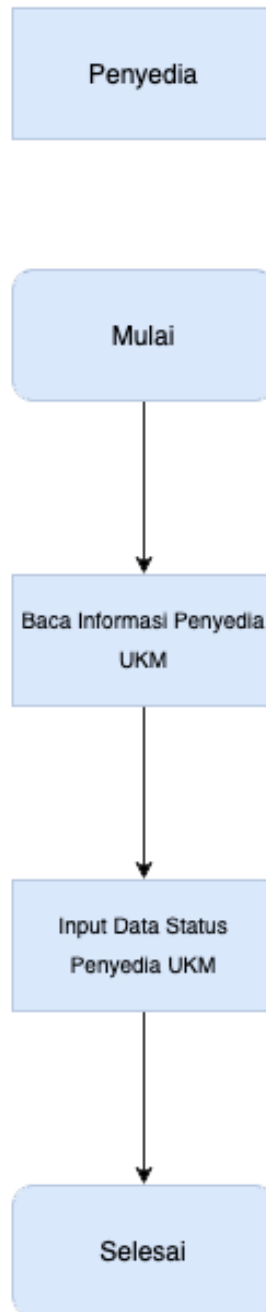 Penyedia
Mulai
Baca Informasi Penyedia
UKM
Input Data Status
Penyedia UKM
Selesai